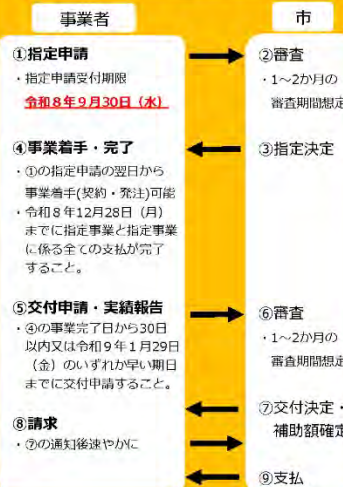 事業者
市
①指定申請
・指定申請受付期限
令和8年9月30日（水）
②審査
・1～2か月の
審査期間想定
④事業着手・完了
・①の指定申請の翌日から
事業着手(契約・発注)可能
・令和8年12月28日（月）
までに指定事業と指定事業
に係る全ての支払が完了
すること。
③指定決定
⑤交付申請・実績報告
・④の事業完了日から30日
以内又は令和9年1月29日
（金）のいずれか早い期日
までに交付申請すること。
⑥審査
・1～2か月の
審査期間想定
⑦交付決定・
補助額確定
⑧請求
・⑦の通知後速やかに
⑨支払